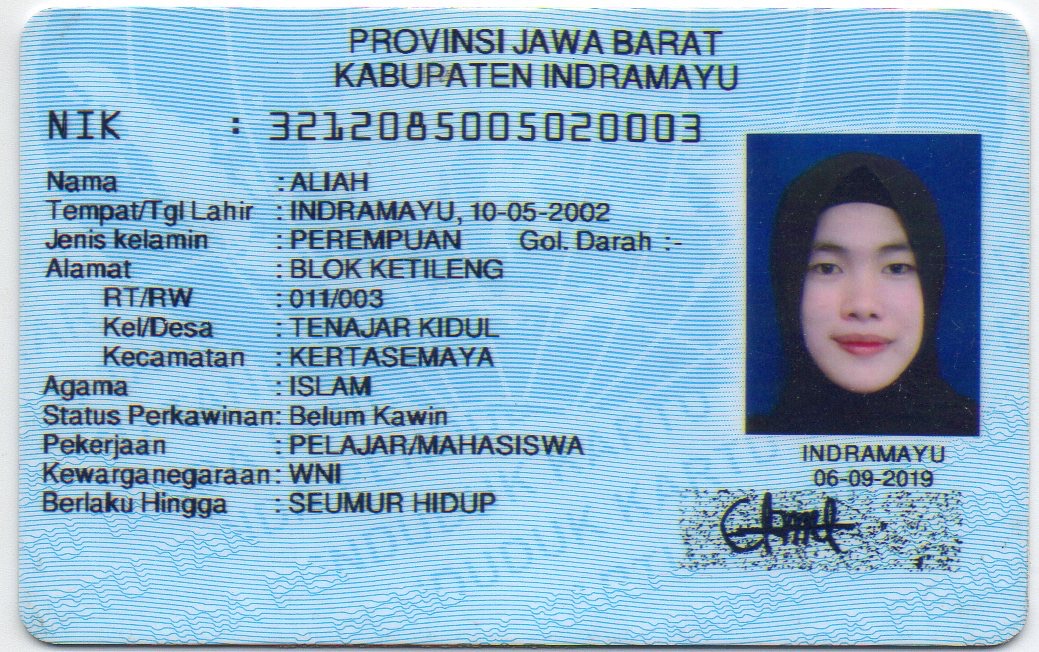 PROVINSI JAWA BARAT
KABUPATEN INDRAMAYU
NIK : 3212085005020003
Nama : ALIAH
Tempat/Tgl Lahir : INDRAMAYU, 10-05-2002
Jenis kelamin : PEREMPUAN Gol. Darah :-
Alamat : BLOK KETILENG
RT/RW : 011/003
Kel/Desa : TENAJAR KIDUL
Kecamatan : KERTASEMAYA
Agama : ISLAM
Status Perkawinan: Belum Kawin
Pekerjaan : PELAJAR/MAHASISWA
Kewarganegaraan: WNI
Berlaku Hingga : SEUMUR HIDUP
INDRAMAYU
06-09-2019